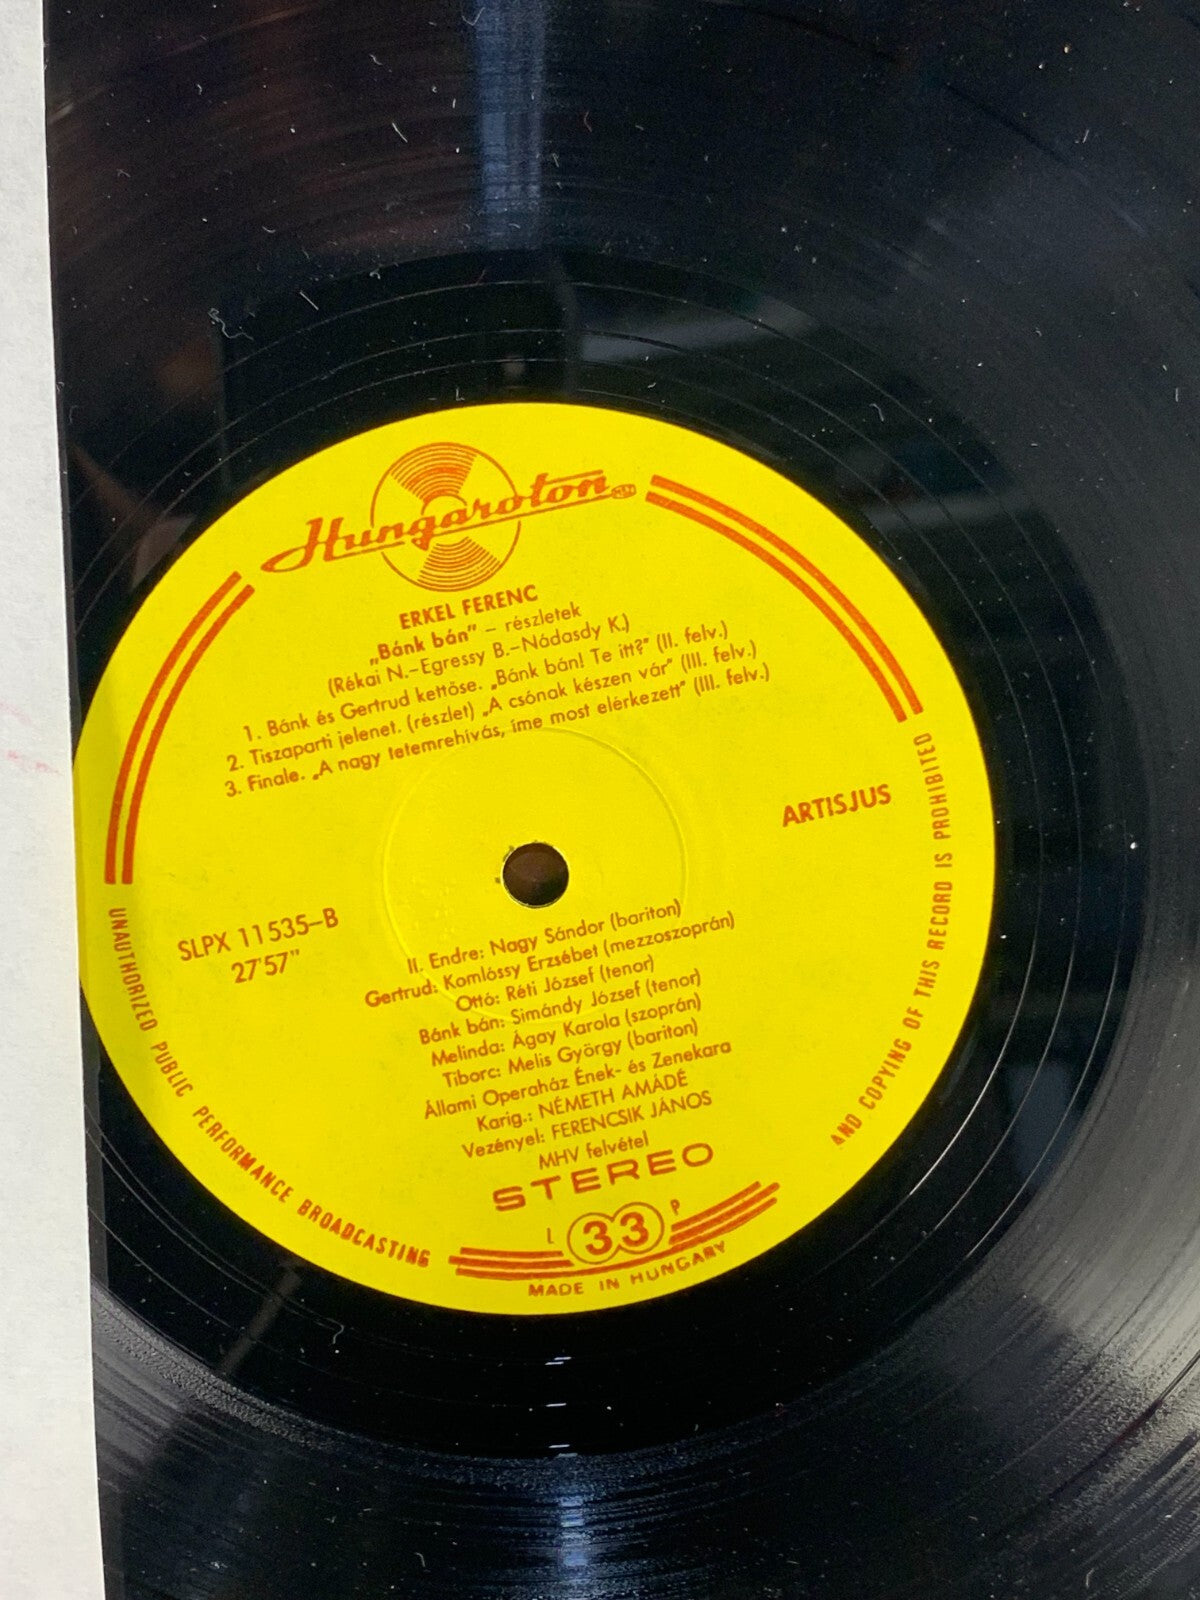 Hungaroton
ERKEL FERENC
„Bánk bán" – részletek
(Rékai N.–Egressy B.–Nódasdy K.)
1. Bánk és Gertrud kettőse. „Bánk bán! Te itt?" (II. felv.)
2. Tiszaparti jelenet. (részlet) „A csónak készen vár" (III. felv.)
3. Finale. „A nagy tetemrehívás, íme most elérkezett" (III. felv.)
ARTISJUS
SLPX 11535–B
27'57"
II. Endre: Nagy Sándor (bariton)
Gertrud: Komlóssy Erzsébet (mezzoszoprán)
Ottó: Réti József (tenor)
Bánk bán: Simándy József (tenor)
Melinda: Ágay Karola (szoprán)
Tiborc: Melis György (bariton)
Állami Operaház Ének- és Zenekara
Karig.: NÉMETH AMÁDÉ
Vezényel: FERENCSIK JÁNOS
MHV felvétel
STEREO
L 33 P
MADE IN HUNGARY
UNAUTHORIZED PUBLIC PERFORMANCE BROADCASTING
AND COPYING OF THIS RECORD IS PROHIBITED